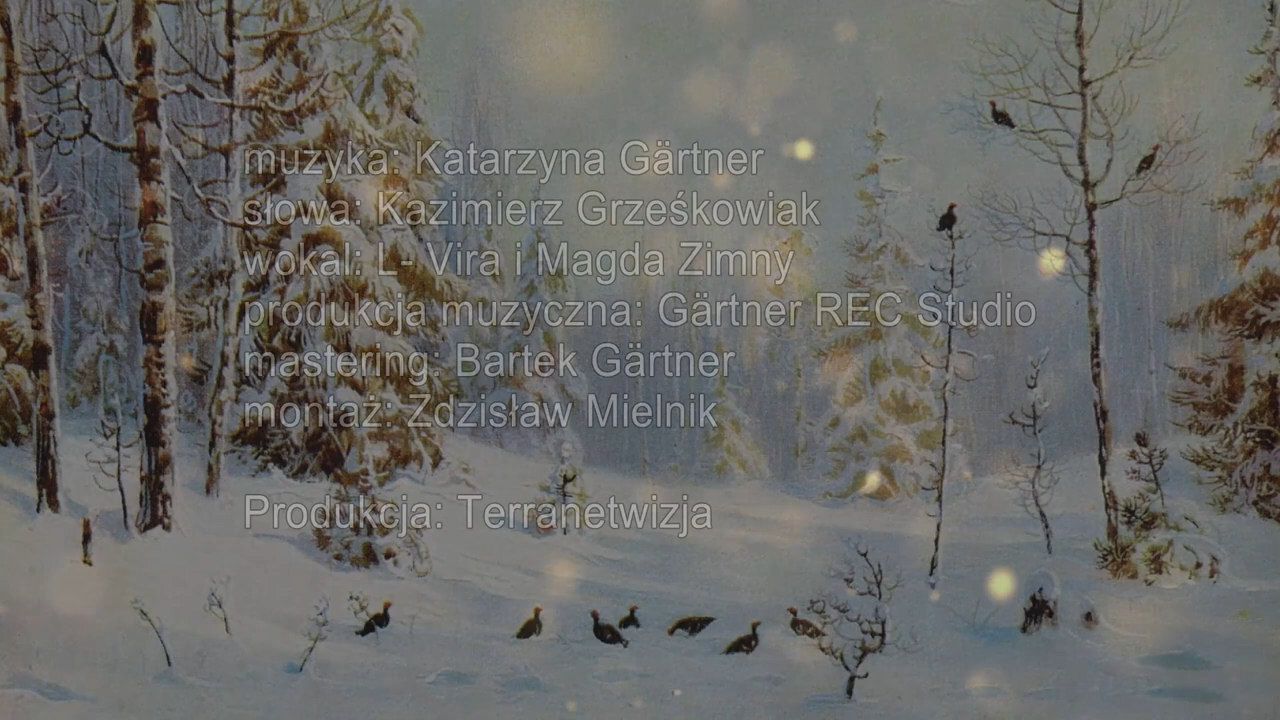 muzyka: Katarzyna Gärtner
słowa: Kazimierz Grześkowiak
wokal: L- Vira i Magda Zimny
produkcja muzyczna: Gärtner REC Studio
mastering: Bartek Gärtner
montaż: Zdzisław Mielnik
Produkcja: Terranetwizja